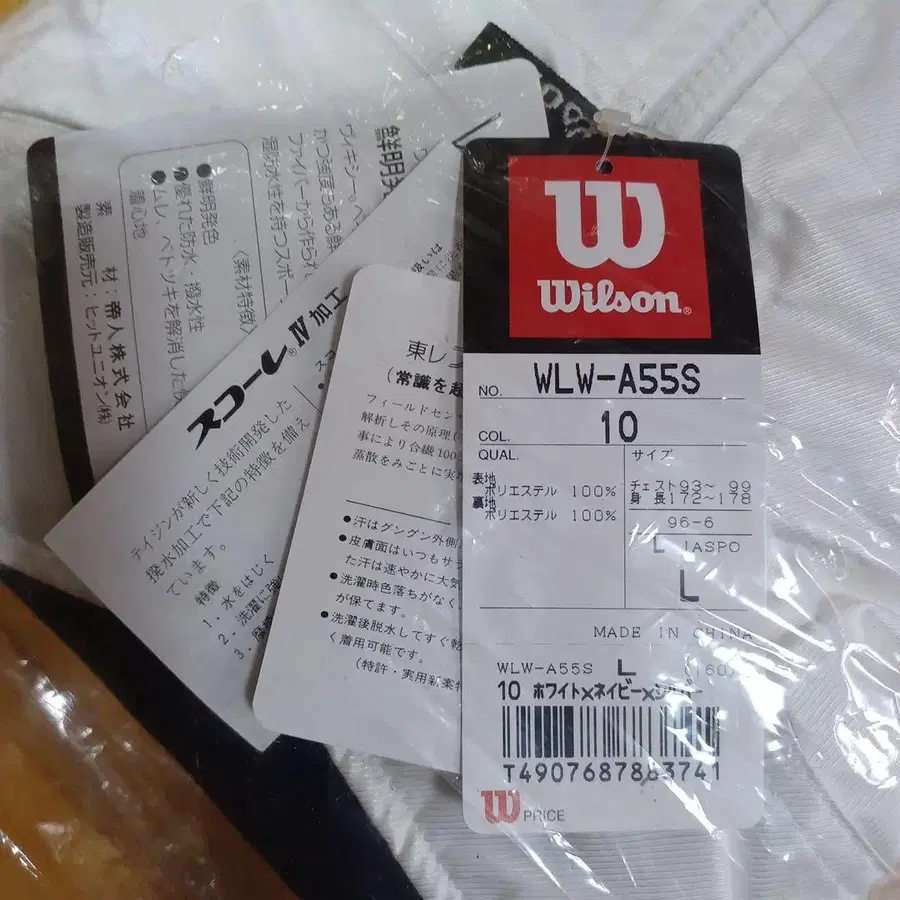 W
Wilson®
NO. WLW-A55S
COL. 10
QUAL.
表地
ポリエステル 100%
裏地
ポリエステル 100%
サイズ
チェスト93～ 99
身 長172～178
96-6
L JASPO
L
MADE IN CHINA
WLW-A55S L
10 ホワイト×ネイビー×シルバー
W PRICE
東レ
(常識を超
フィールドセン
解析しその原理(
事により合繊100
蒸散をみごとに実
●汗はグングン外側
●皮膚面はいつもサ
た汗は速やかに大気
●洗濯時色落ちがなく
が保てます。
●洗濯後脱水してすぐ乾
く着用可能です。
(特許・実用新案特
スコーレ®Ⅳ加工
テイジンが新しく技術開発した
撥水加工で下記の特徴を備え
ています。
特徴
1.水をはじく
2.洗濯に強
3.
鮮明発
ヴィキシー®
かつ強度もある鮮
ファイバーから作られ
湿防水性を持つスポー
〈素材特徴〉
●鮮明発色
●優れた防水・撥水性
●ムレ、ベトツキを解消した快
着心地
素 材：帝人株式会社
製造販売元：ヒットユニオン㈱